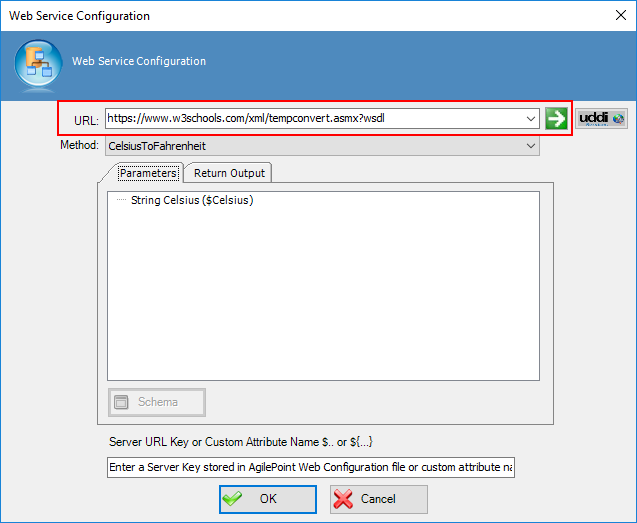 Web Service Configuration
Web Service Configuration
URL: https://www.w3schools.com/xml/tempconvert.asmx?wsdl uddi
Method: CelsiusToFahrenheit
Parameters Return Output
String Celsius ($Celsius)
Schema
Server URL Key or Custom Attribute Name $.. or ${...}
Enter a Server Key stored in AgilePoint Web Configuration file or custom attribute na
OK Cancel